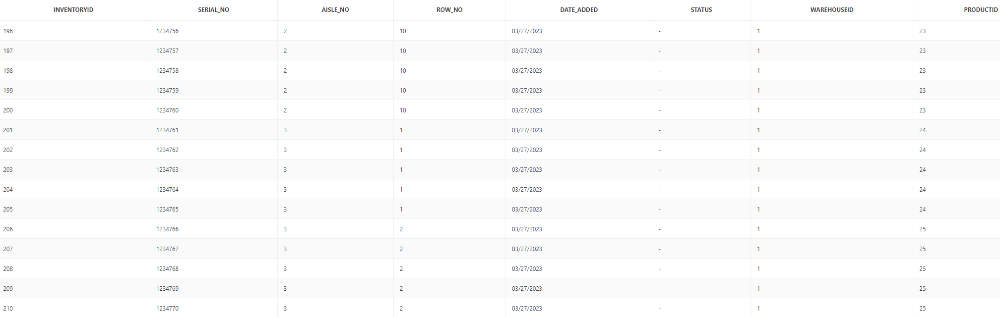 INVENTORYID SERIAL_NO AISLE_NO ROW_NO DATE_ADDED STATUS WAREHOUSEID PRODUCTID
196 1234756 2 10 03/27/2023 - 1 23
197 1234757 2 10 03/27/2023 - 1 23
198 1234758 2 10 03/27/2023 - 1 23
199 1234759 2 10 03/27/2023 - 1 23
200 1234760 2 10 03/27/2023 - 1 23
201 1234761 3 1 03/27/2023 - 1 24
202 1234762 3 1 03/27/2023 - 1 24
203 1234763 3 1 03/27/2023 - 1 24
204 1234764 3 1 03/27/2023 - 1 24
205 1234765 3 1 03/27/2023 - 1 24
206 1234766 3 2 03/27/2023 - 1 25
207 1234767 3 2 03/27/2023 - 1 25
208 1234768 3 2 03/27/2023 - 1 25
209 1234769 3 2 03/27/2023 - 1 25
210 1234770 3 2 03/27/2023 - 1 25